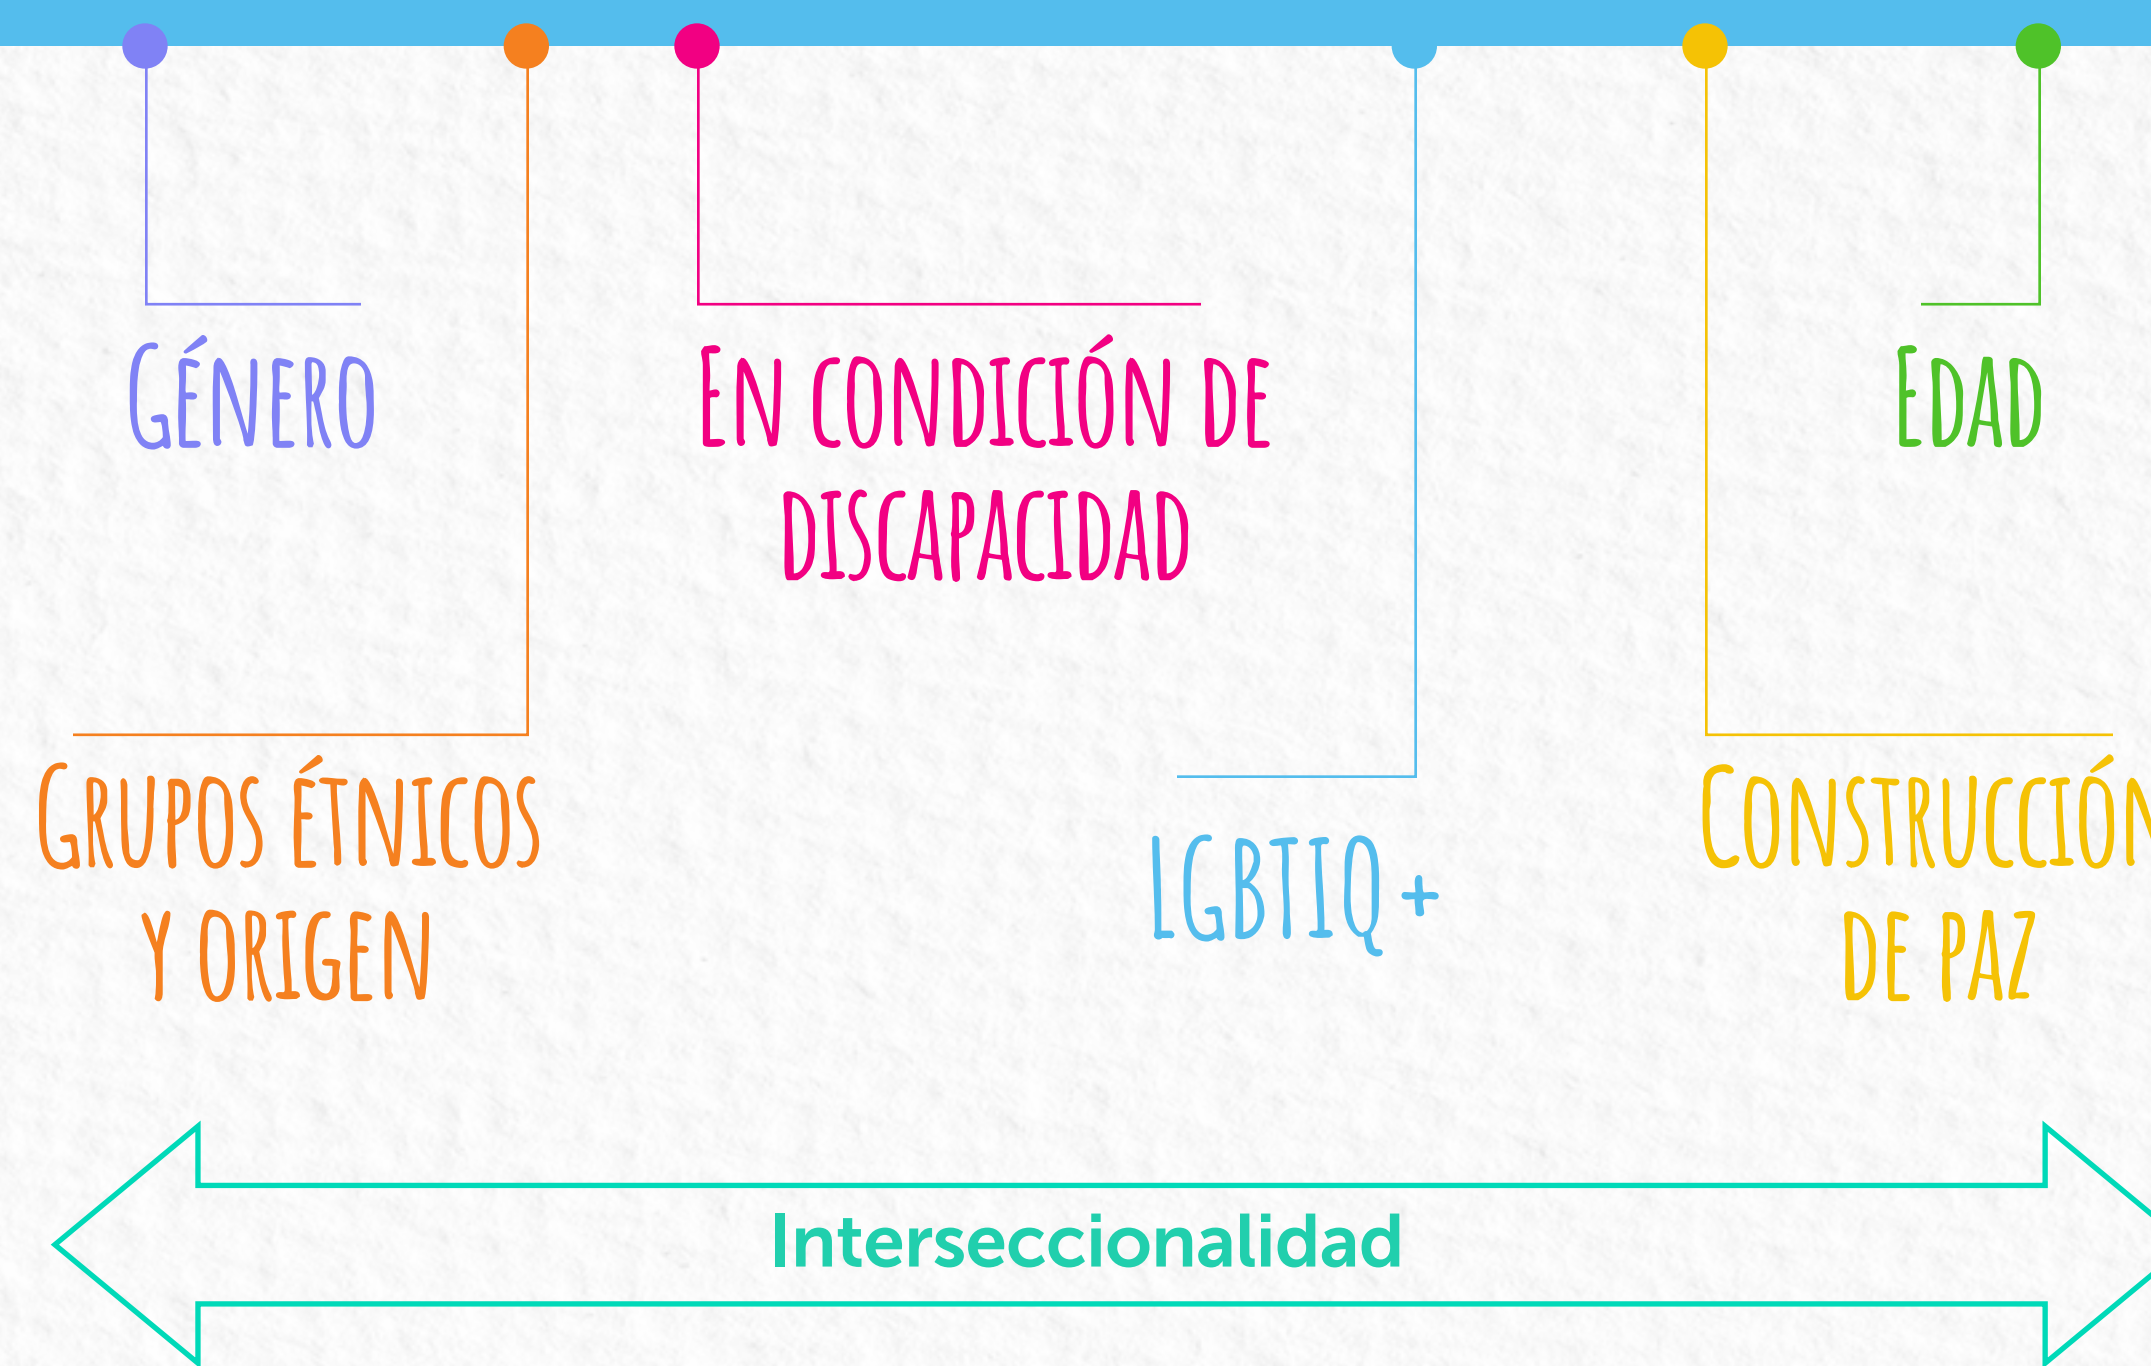 Género
En condición de
discapacidad
Edad
Grupos étnicos
y origen
LGBTIQ +
Construcción
de paz
Interseccionalidad